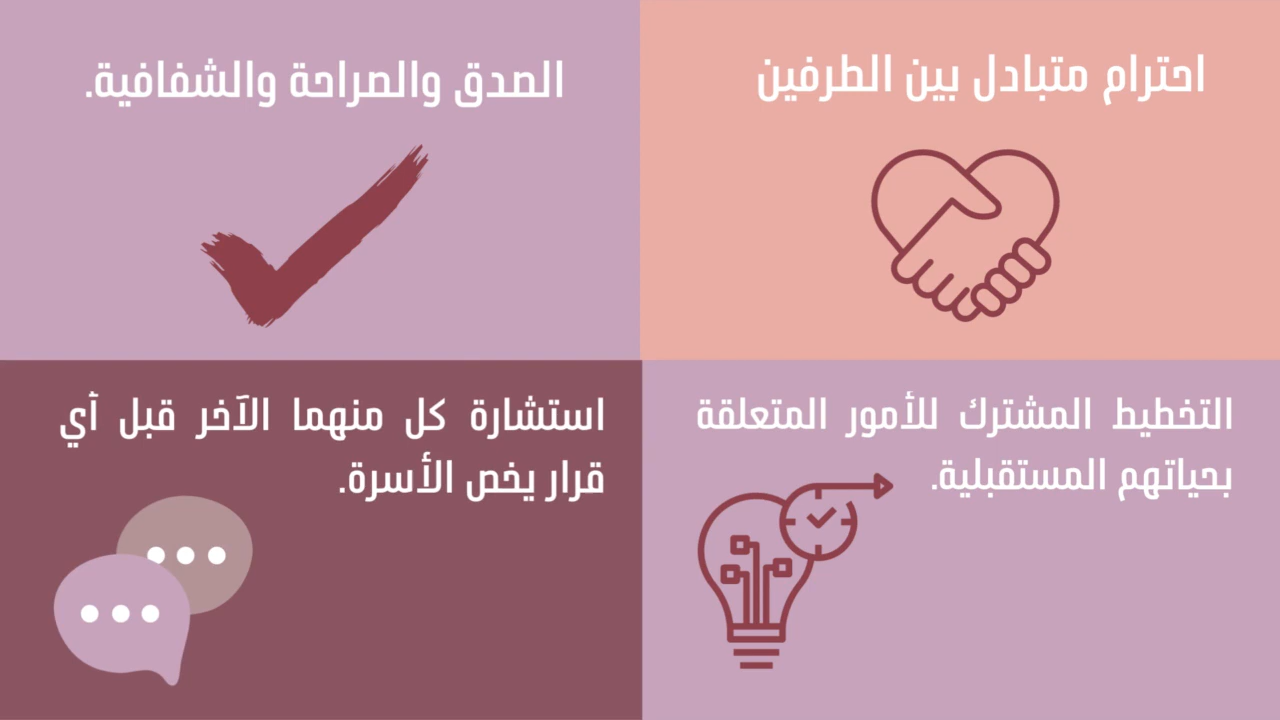 احترام متبادل بين الطرفين
الصدق والصراحة والشفافية.
التخطيط المشترك للأمور المتعلقة
بحياتهم المستقبلية.
استشارة كل منهما الآخر قبل أي
قرار يخص الأسرة.